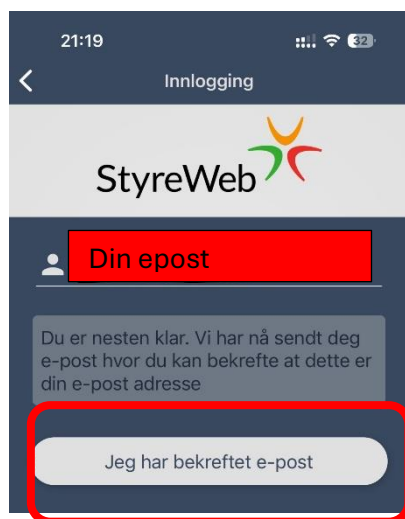 21:19
32
Innlogging
StyreWeb
Din epost
Du er nesten klar. Vi har nå sendt deg
e-post hvor du kan bekrefte at dette er
din e-post adresse
Jeg har bekreftet e-post